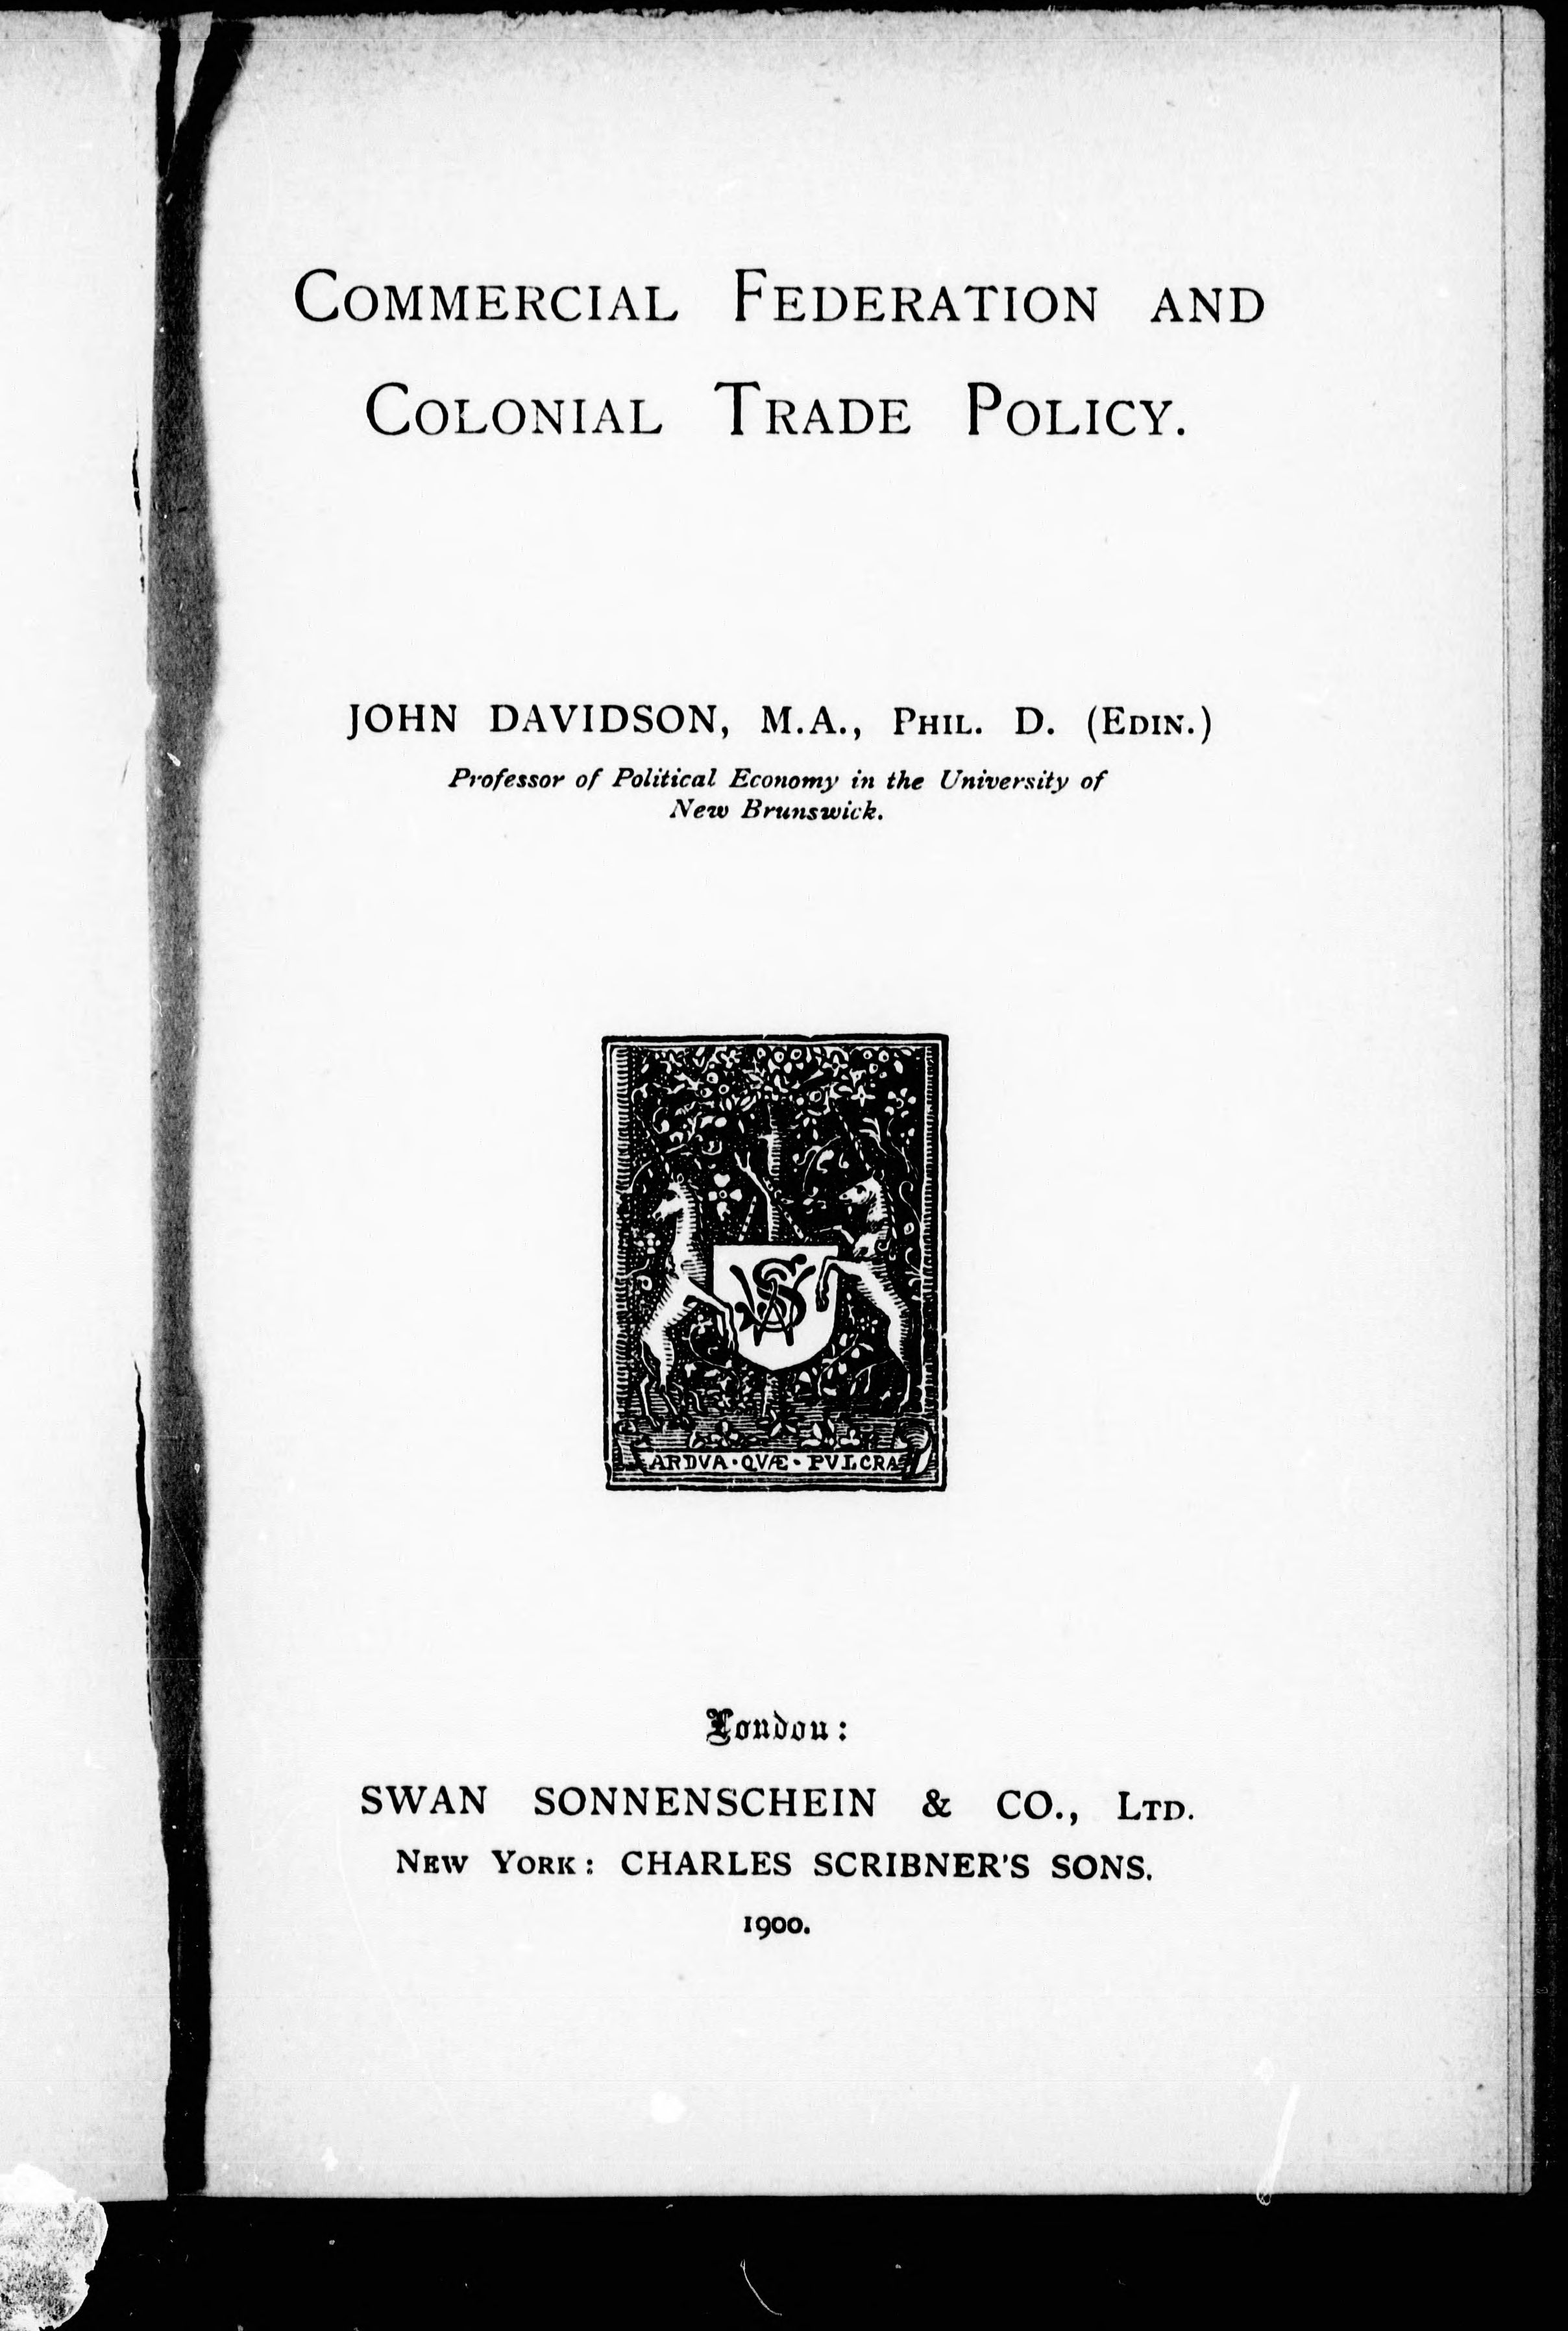 COMMERCIAL FEDERATION AND
COLONIAL TRADE POLICY.
JOHN DAVIDSON, M.A., PHIL. D. (EDIN.)
Professor of Political Economy in the University of
New Brunswick.
WSA
ARDVA·QVÆ·PVLCRA
London:
SWAN SONNENSCHEIN & CO., LTD.
NEW YORK: CHARLES SCRIBNER'S SONS.
1900.